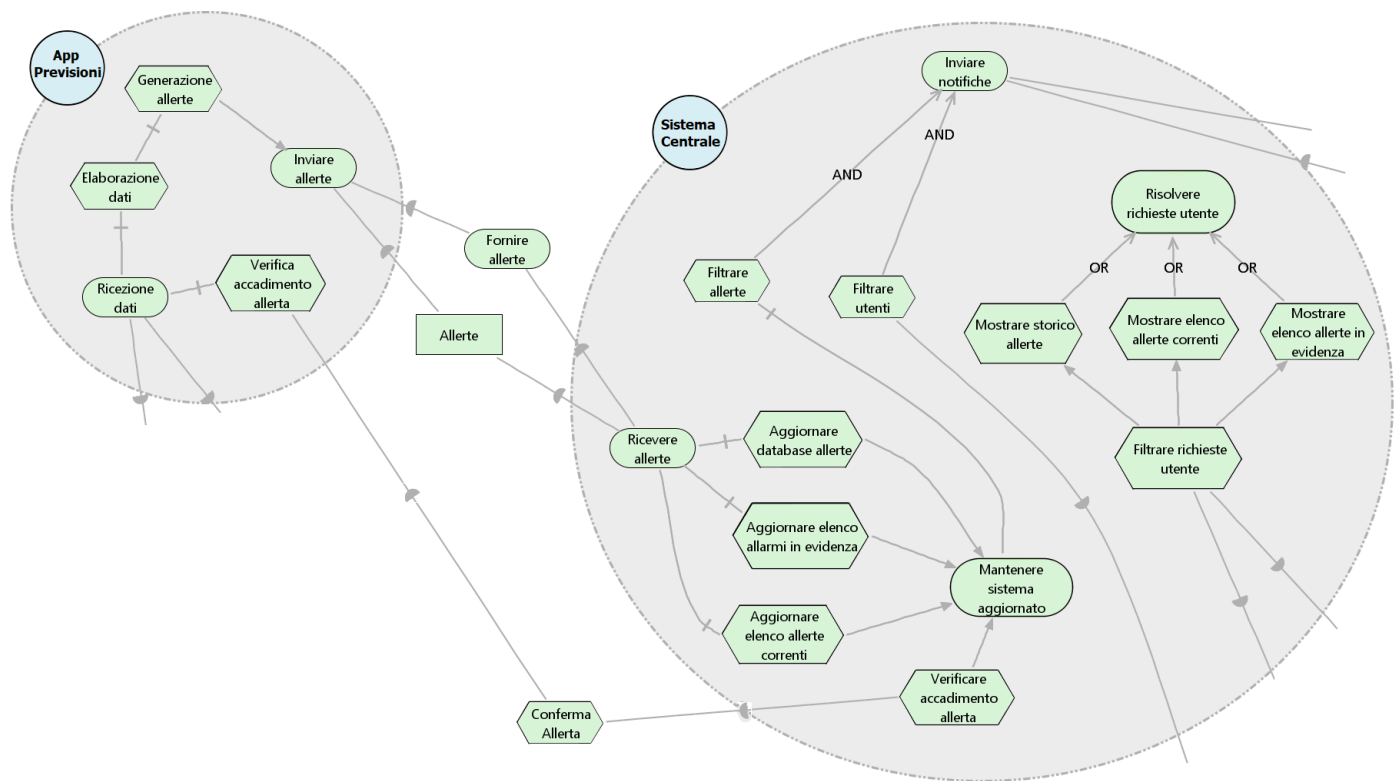 App
Previsioni
Generazione
allerte
Inviare
allerte
Elaborazione
dati
Ricezione
dati
Verifica
accadimento
allerta
Fornire
allerte
Allerte
Conferma
Allerta
Sistema
Centrale
Inviare
notifiche
AND
AND
Filtrare
allerte
Filtrare
utenti
Risolvere
richieste utente
OR
OR
OR
Mostrare storico
allerte
Mostrare elenco
allerte correnti
Mostrare
elenco allerte in
evidenza
Filtrare richieste
utente
Ricevere
allerte
Aggiornare
database allerte
Aggiornare elenco
allarmi in evidenza
Aggiornare
elenco allerte
correnti
Mantenere
sistema
aggiornato
Verificare
accadimento
allerta